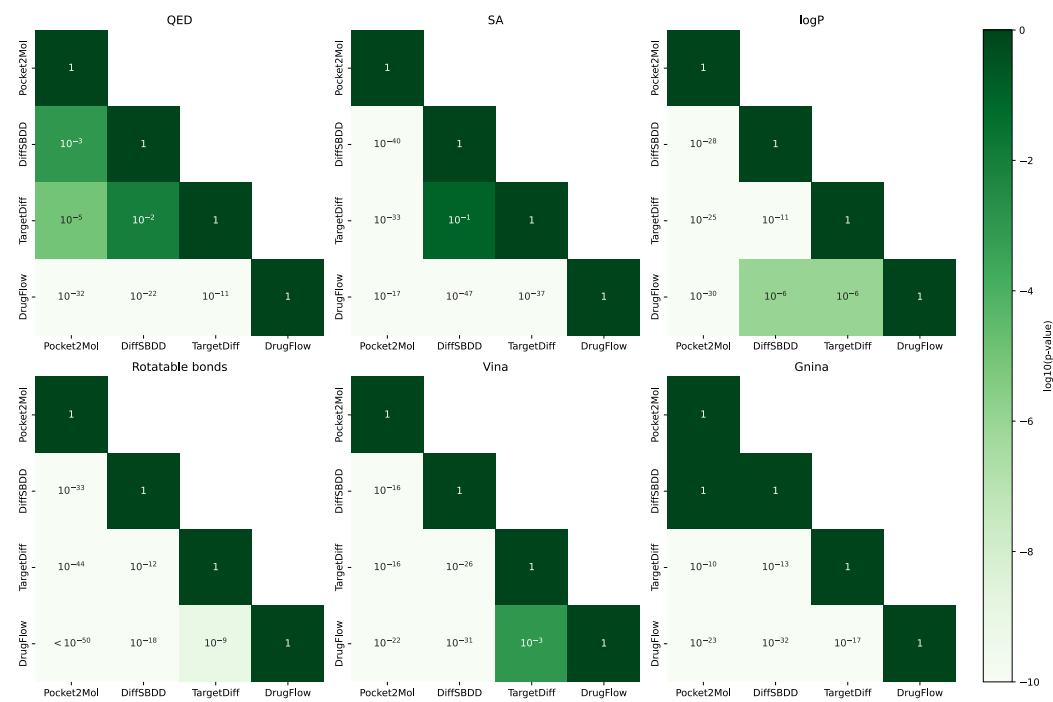 QED
SA
logP
Pocket2Mol
1
Pocket2Mol
1
Pocket2Mol
1
0
DiffSBDD
10⁻³ 1
DiffSBDD
10⁻⁴⁰ 1
DiffSBDD
10⁻²⁸ 1
−2
TargetDiff
10⁻⁵ 10⁻² 1
TargetDiff
10⁻³³ 10⁻¹ 1
TargetDiff
10⁻²⁵ 10⁻¹¹ 1
DrugFlow
10⁻³² 10⁻²² 10⁻¹¹ 1
DrugFlow
10⁻¹⁷ 10⁻⁴⁷ 10⁻³⁷ 1
DrugFlow
10⁻³⁰ 10⁻⁶ 10⁻⁶ 1
−4
Pocket2Mol DiffSBDD TargetDiff DrugFlow
Pocket2Mol DiffSBDD TargetDiff DrugFlow
Pocket2Mol DiffSBDD TargetDiff DrugFlow
log10(p-value)
Rotatable bonds
Vina
Gnina
Pocket2Mol
1
Pocket2Mol
1
Pocket2Mol
1
−6
DiffSBDD
10⁻³³ 1
DiffSBDD
10⁻¹⁶ 1
DiffSBDD
1 1
TargetDiff
10⁻⁴⁴ 10⁻¹² 1
TargetDiff
10⁻¹⁶ 10⁻²⁶ 1
TargetDiff
10⁻¹⁰ 10⁻¹³ 1
−8
DrugFlow
< 10⁻⁵⁰ 10⁻¹⁸ 10⁻⁹ 1
DrugFlow
10⁻²² 10⁻³¹ 10⁻³ 1
DrugFlow
10⁻²³ 10⁻³² 10⁻¹⁷ 1
−10
Pocket2Mol DiffSBDD TargetDiff DrugFlow
Pocket2Mol DiffSBDD TargetDiff DrugFlow
Pocket2Mol DiffSBDD TargetDiff DrugFlow